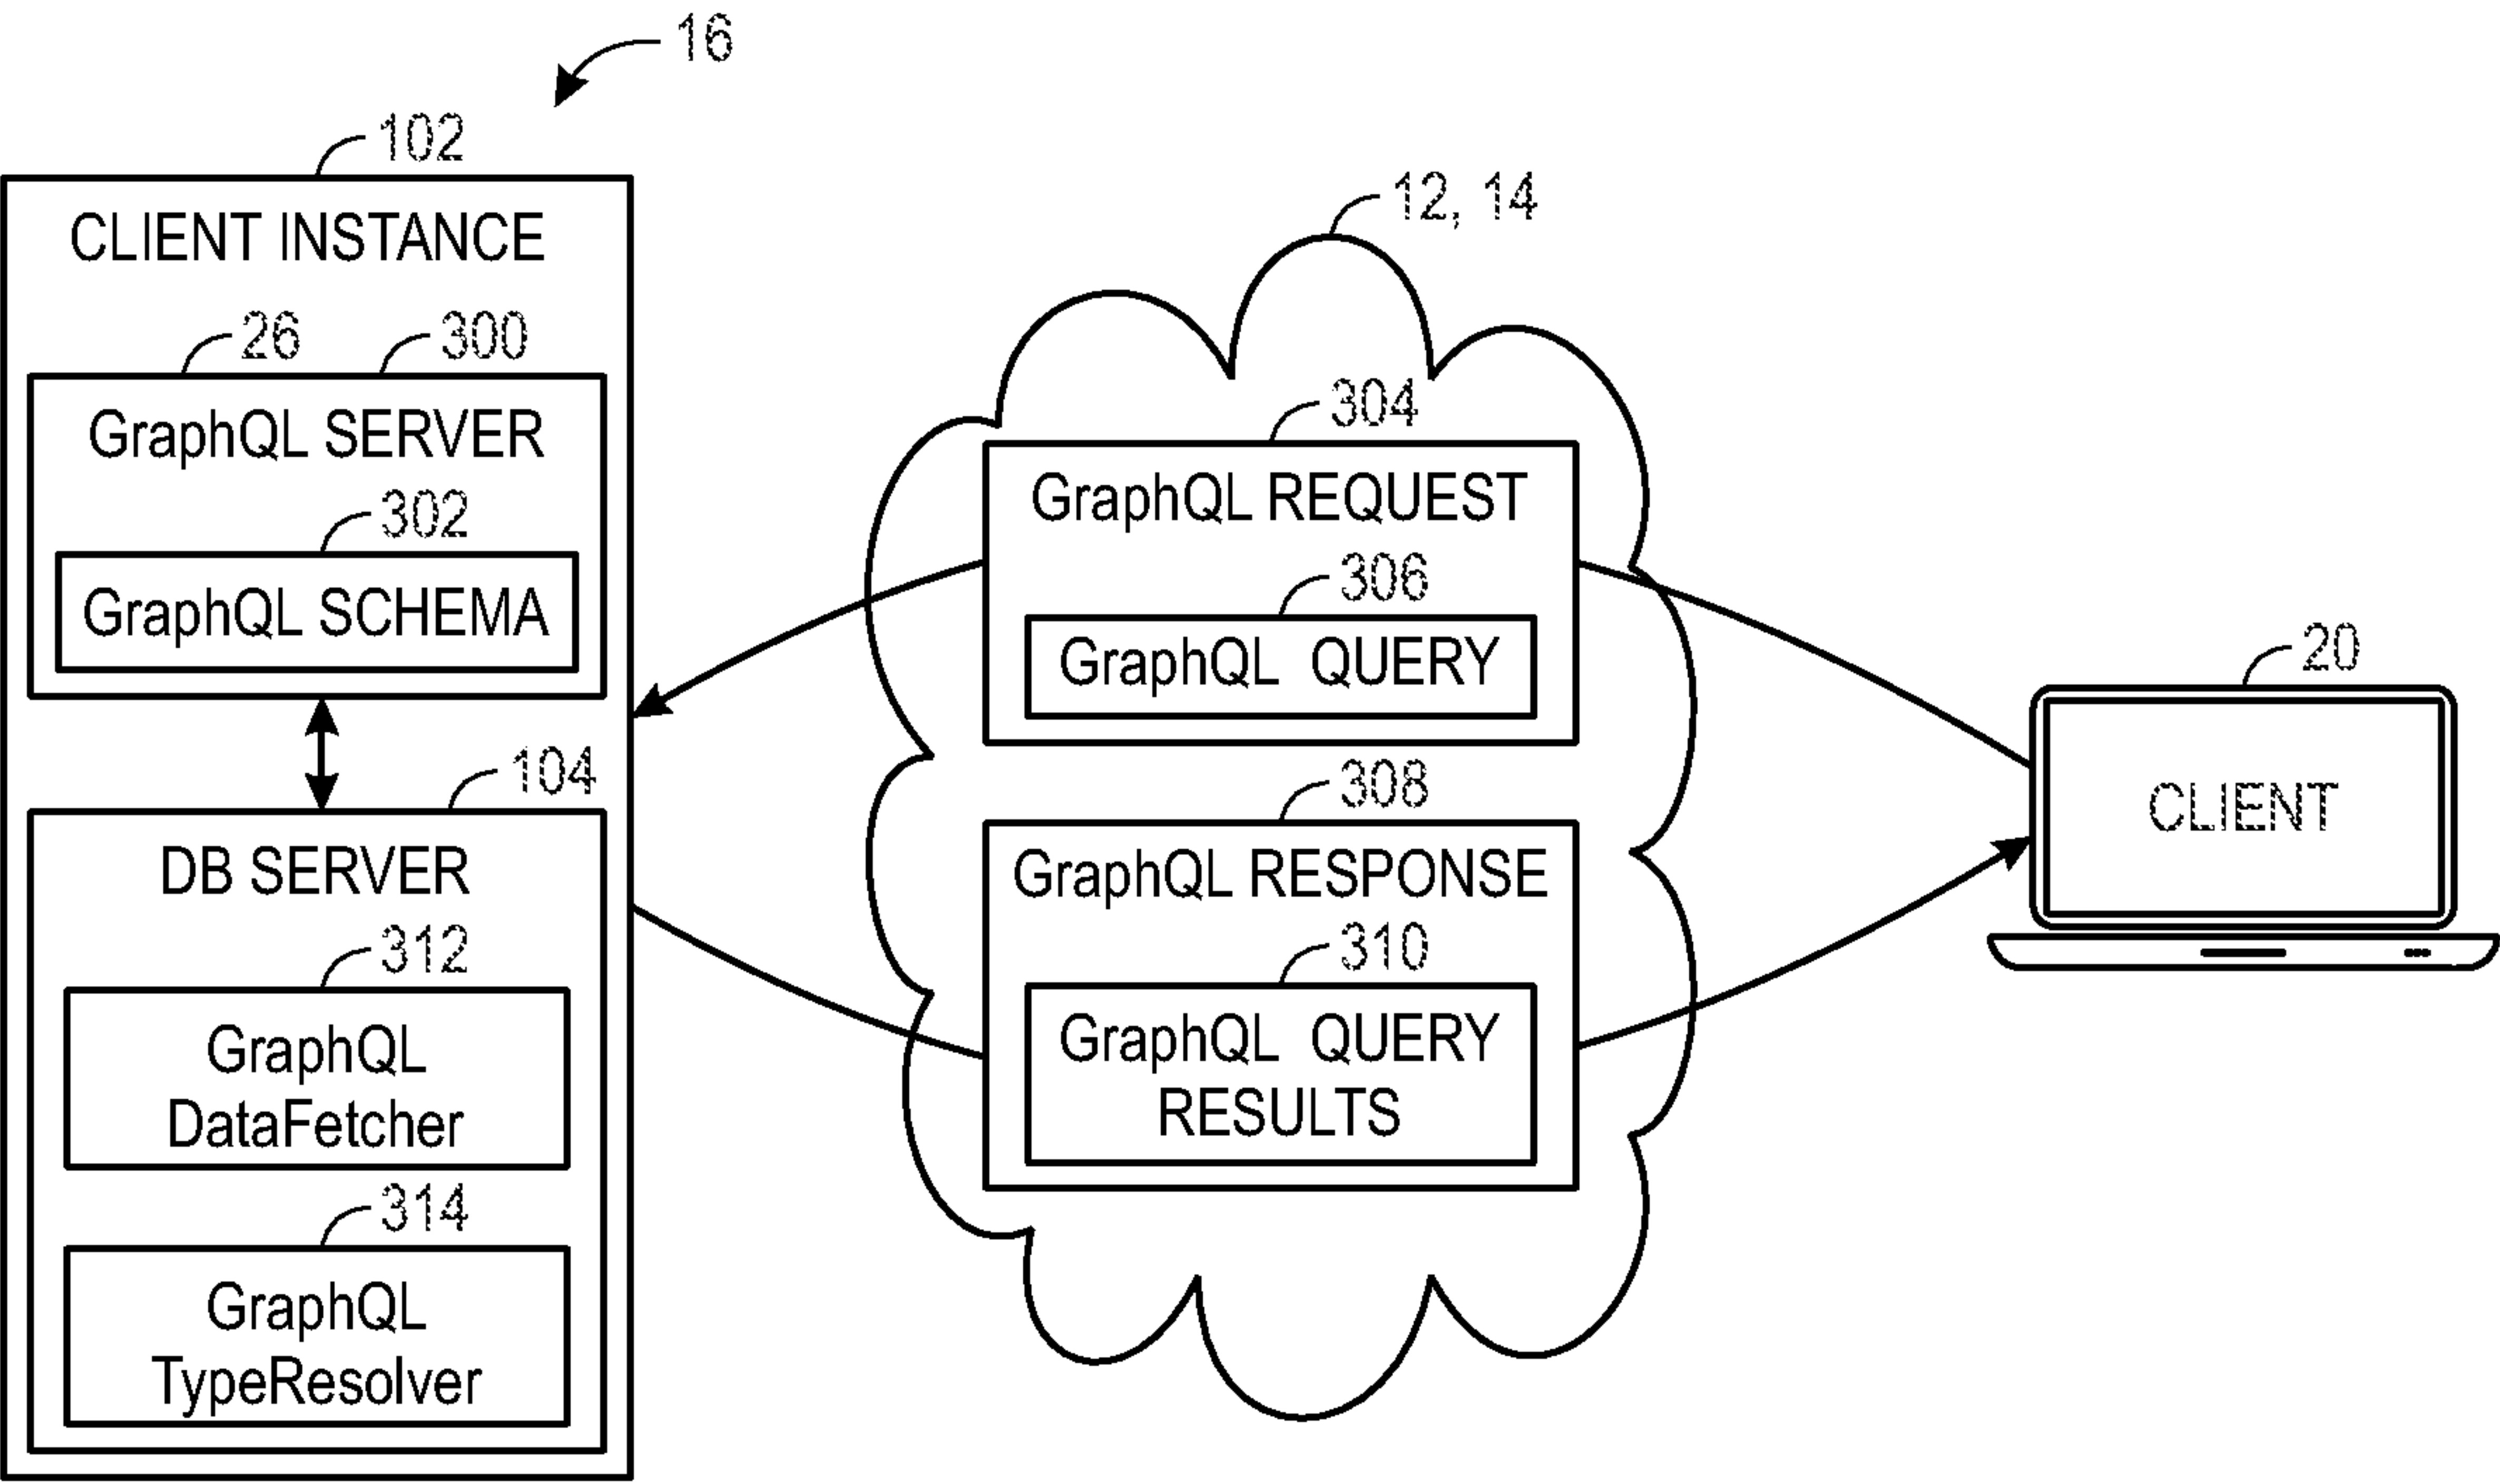 16
102
CLIENT INSTANCE
26
300
GraphQL SERVER
302
GraphQL SCHEMA
104
DB SERVER
312
GraphQL
DataFetcher
314
GraphQL
TypeResolver
12, 14
304
GraphQL REQUEST
306
GraphQL QUERY
308
GraphQL RESPONSE
310
GraphQL QUERY
RESULTS
20
CLIENT